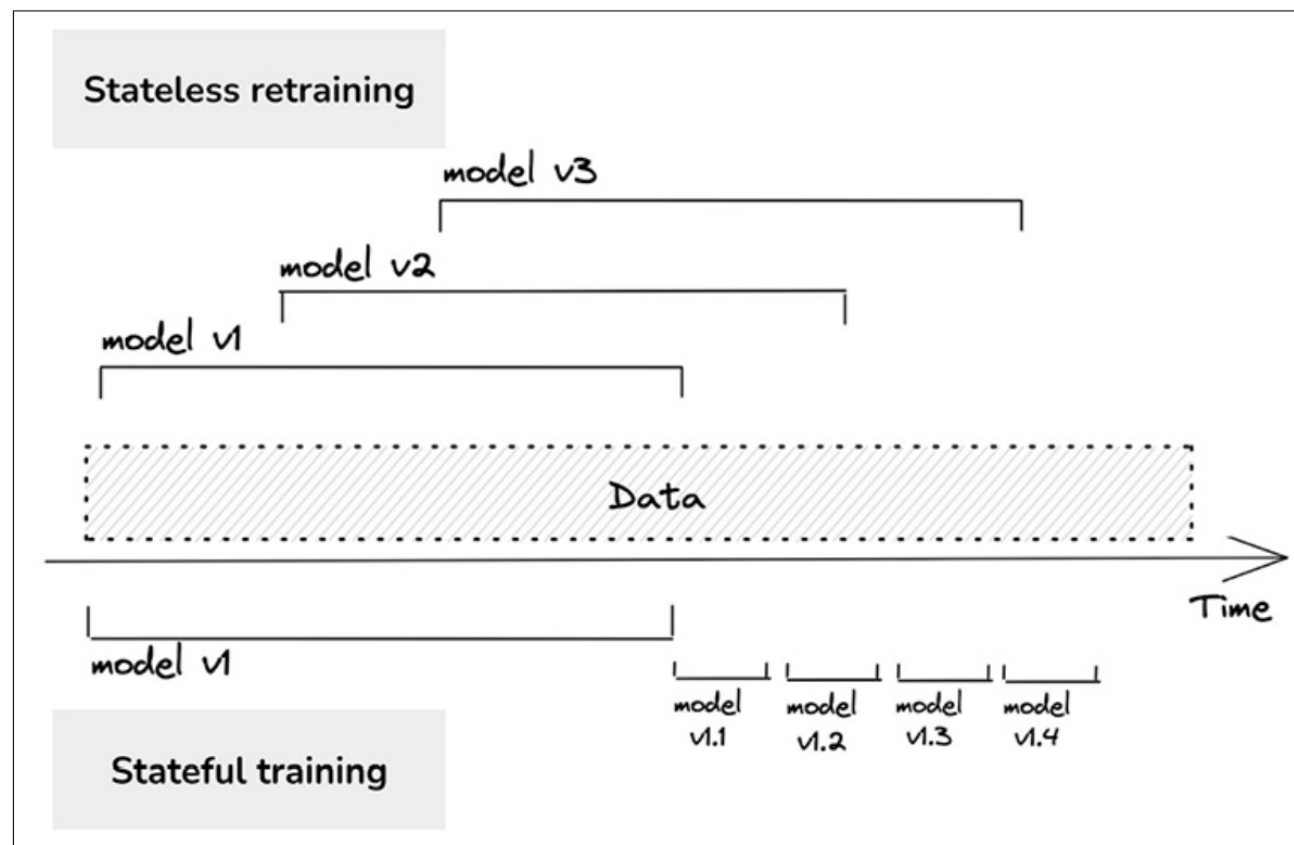 Stateless retraining
model v3
model v2
model v1
Data
Time
model v1
model
v1.1
model
v1.2
model
v1.3
model
v1.4
Stateful training